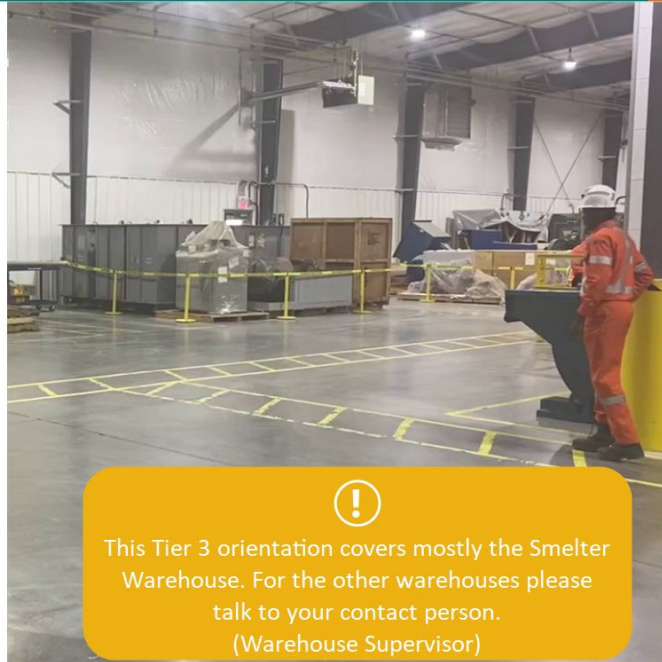 !
This Tier 3 orientation covers mostly the Smelter
Warehouse. For the other warehouses please
talk to your contact person.
(Warehouse Supervisor)